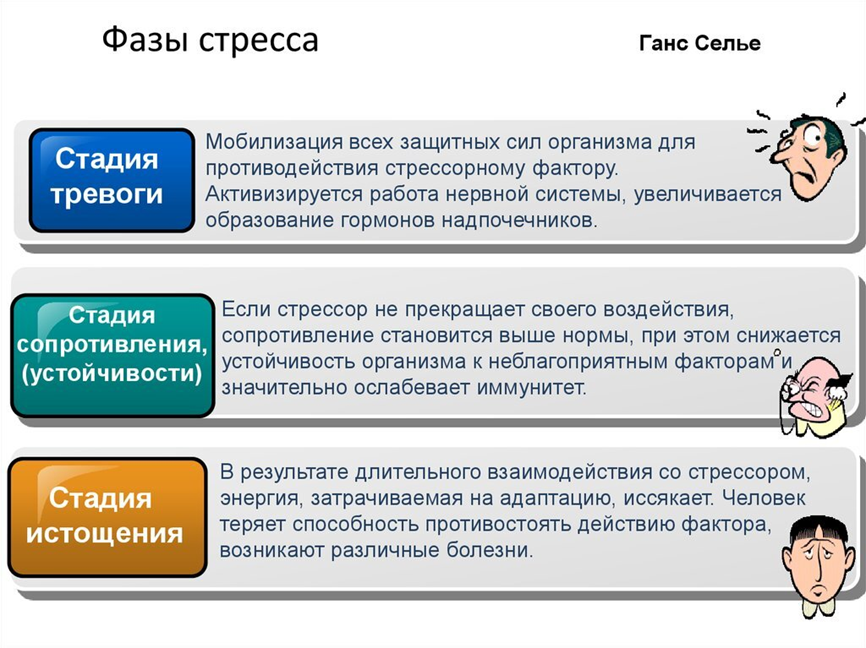 Фазы стресса
Ганс Селье
Стадия
тревоги
Мобилизация всех защитных сил организма для
противодействия стрессорному фактору.
Активизируется работа нервной системы, увеличивается
образование гормонов надпочечников.
Стадия
сопротивления,
(устойчивости)
Если стрессор не прекращает своего воздействия,
сопротивление становится выше нормы, при этом снижается
устойчивость организма к неблагоприятным факторам и
значительно ослабевает иммунитет.
Стадия
истощения
В результате длительного взаимодействия со стрессором,
энергия, затрачиваемая на адаптацию, иссякает. Человек
теряет способность противостоять действию фактора,
возникают различные болезни.